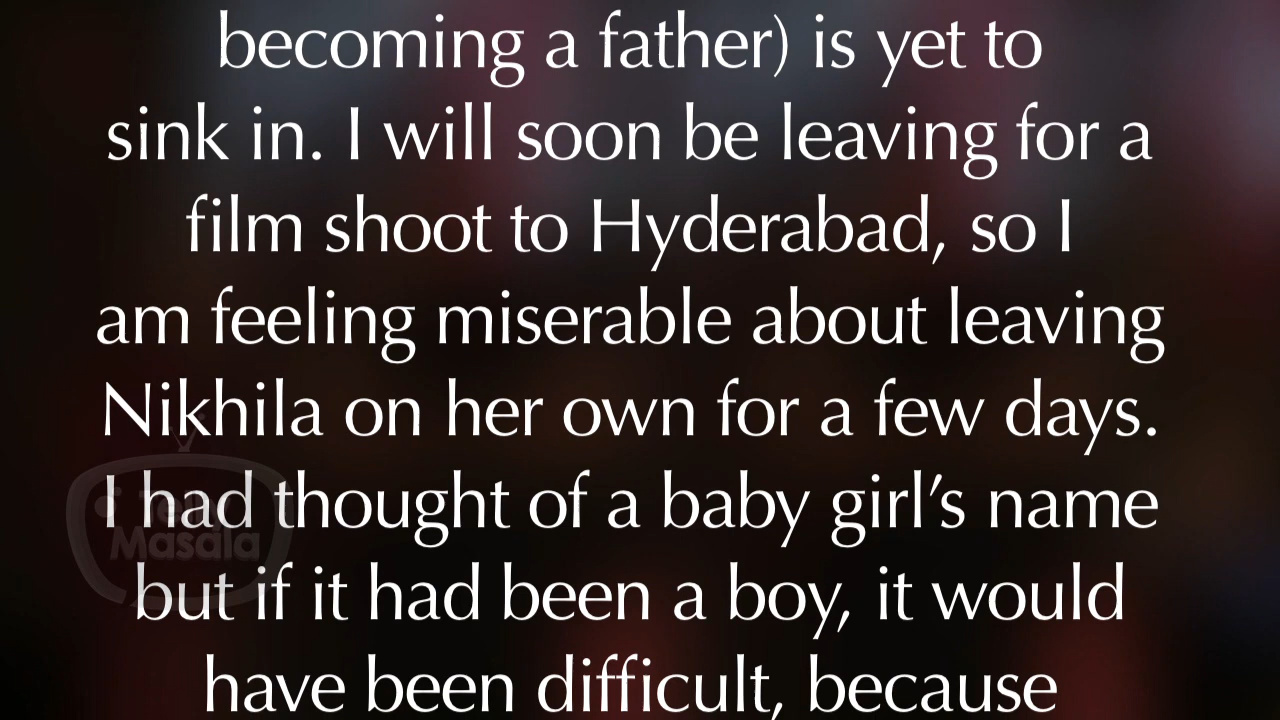 becoming a father) is yet to
sink in. I will soon be leaving for a
film shoot to Hyderabad, so I
am feeling miserable about leaving
Nikhila on her own for a few days.
I had thought of a baby girl’s name
but if it had been a boy, it would
have been difficult, because
Telly
Masala